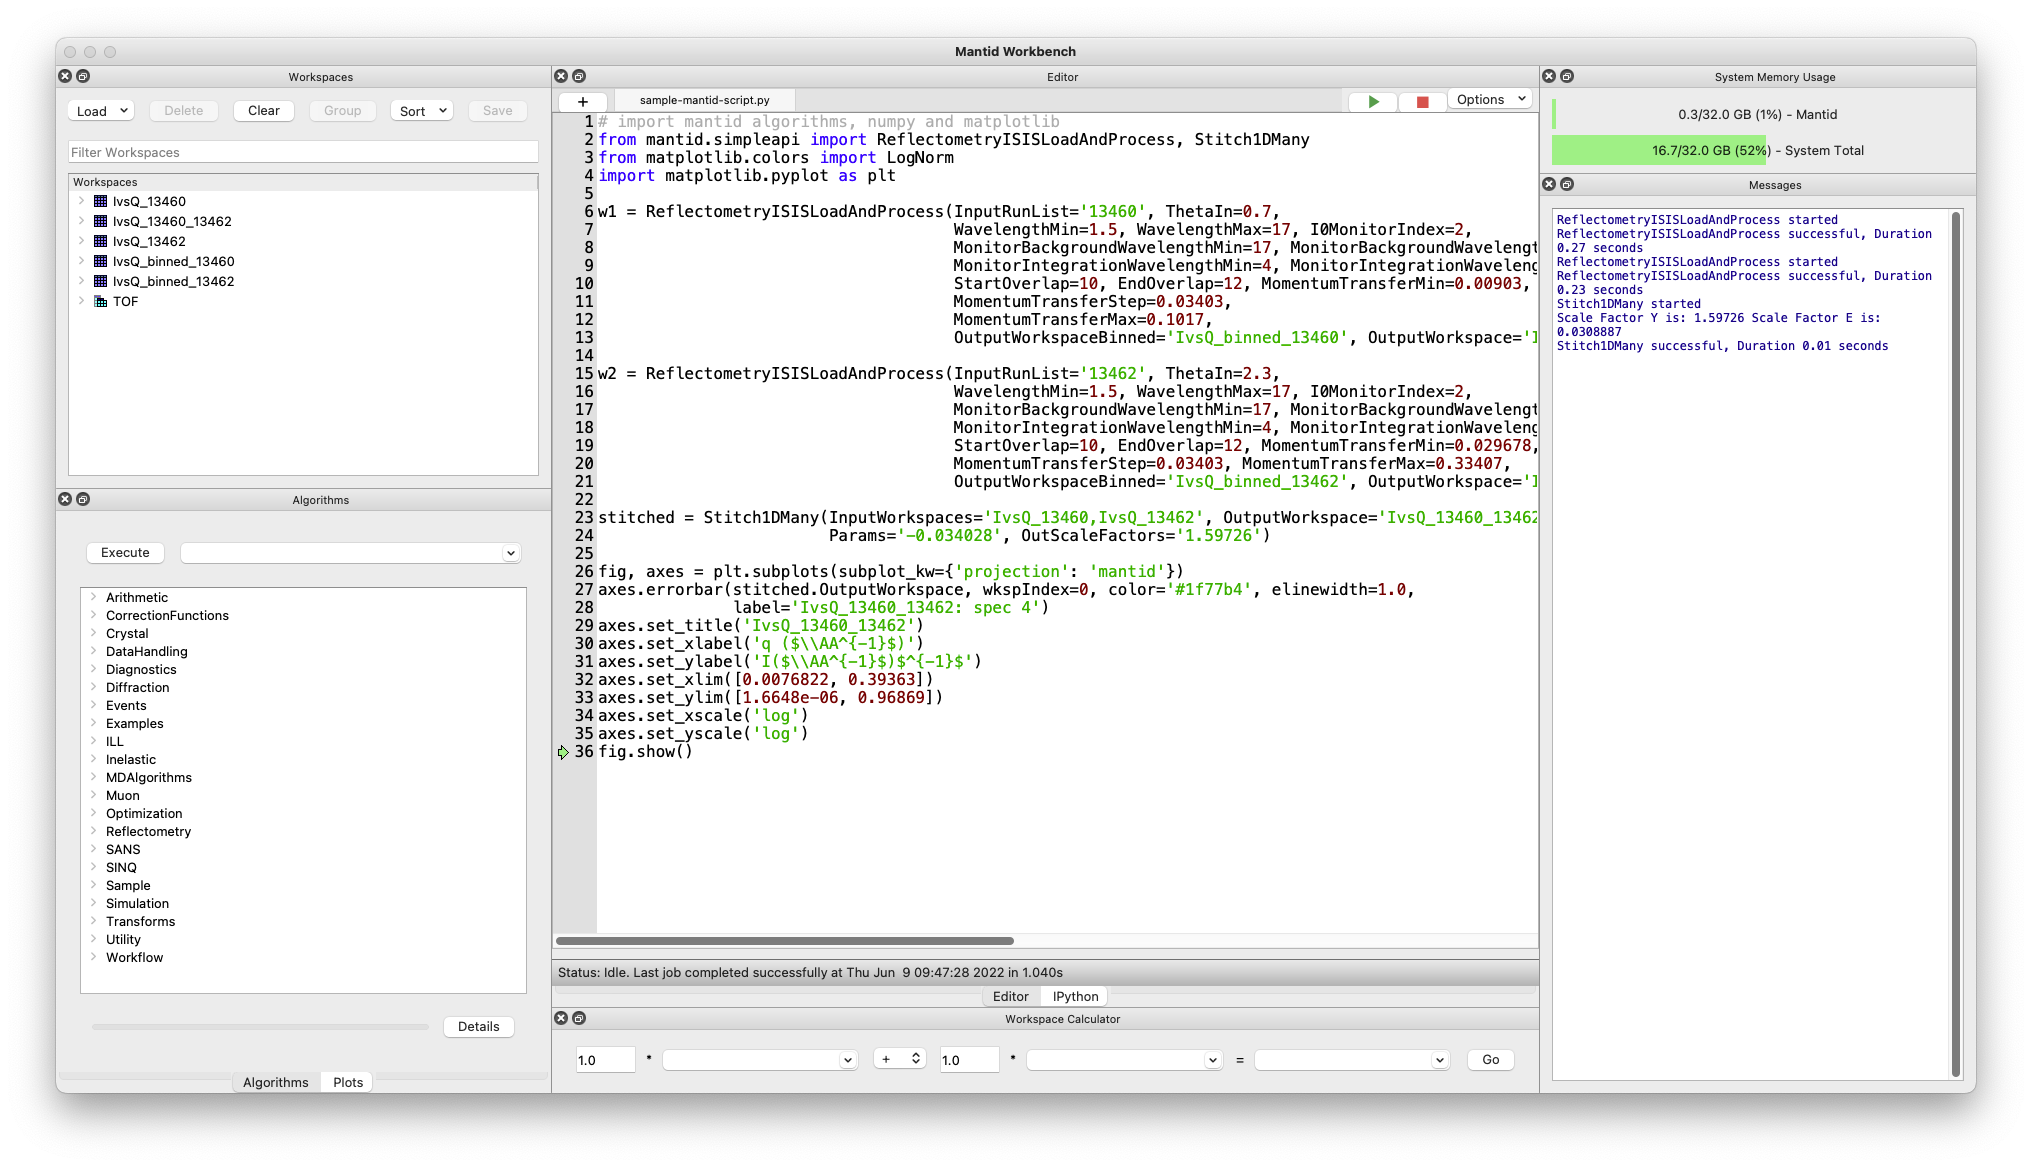 Mantid Workbench
Workspaces
Load Delete Clear Group Sort Save
Filter Workspaces
Workspaces
IvsQ_13460
IvsQ_13460_13462
IvsQ_13462
IvsQ_binned_13460
IvsQ_binned_13462
TOF
Algorithms
Execute
Arithmetic
CorrectionFunctions
Crystal
DataHandling
Diagnostics
Diffraction
Events
Examples
ILL
Inelastic
MDAlgorithms
Muon
Optimization
Reflectometry
SANS
SINQ
Sample
Simulation
Transforms
Utility
Workflow
Details
Algorithms Plots
Editor
+ sample-mantid-script.py Options
1 # import mantid algorithms, numpy and matplotlib
2 from mantid.simpleapi import ReflectometryISISLoadAndProcess, Stitch1DMany
3 from matplotlib.colors import LogNorm
4 import matplotlib.pyplot as plt
5
6 w1 = ReflectometryISISLoadAndProcess(InputRunList='13460', ThetaIn=0.7,
7 WavelengthMin=1.5, WavelengthMax=17, I0MonitorIndex=2,
8 MonitorBackgroundWavelengthMin=17, MonitorBackgroundWavelengt
9 MonitorIntegrationWavelengthMin=4, MonitorIntegrationWaveleng
10 StartOverlap=10, EndOverlap=12, MomentumTransferMin=0.00903,
11 MomentumTransferStep=0.03403,
12 MomentumTransferMax=0.1017,
13 OutputWorkspaceBinned='IvsQ_binned_13460', OutputWorkspace='I
14
15 w2 = ReflectometryISISLoadAndProcess(InputRunList='13462', ThetaIn=2.3,
16 WavelengthMin=1.5, WavelengthMax=17, I0MonitorIndex=2,
17 MonitorBackgroundWavelengthMin=17, MonitorBackgroundWavelengt
18 MonitorIntegrationWavelengthMin=4, MonitorIntegrationWaveleng
19 StartOverlap=10, EndOverlap=12, MomentumTransferMin=0.029678,
20 MomentumTransferStep=0.03403, MomentumTransferMax=0.33407,
21 OutputWorkspaceBinned='IvsQ_binned_13462', OutputWorkspace='I
22
23 stitched = Stitch1DMany(InputWorkspaces='IvsQ_13460,IvsQ_13462', OutputWorkspace='IvsQ_13460_13462
24 Params='-0.034028', OutScaleFactors='1.59726')
25
26 fig, axes = plt.subplots(subplot_kw={'projection': 'mantid'})
27 axes.errorbar(stitched.OutputWorkspace, wkspIndex=0, color='#1f77b4', elinewidth=1.0,
28 label='IvsQ_13460_13462: spec 4')
29 axes.set_title('IvsQ_13460_13462')
30 axes.set_xlabel('q ($\\AA^{-1}$)')
31 axes.set_ylabel('I($\\AA^{-1}$)$^{-1}$')
32 axes.set_xlim([0.0076822, 0.39363])
33 axes.set_ylim([1.6648e-06, 0.96869])
34 axes.set_xscale('log')
35 axes.set_yscale('log')
36 fig.show()
Status: Idle. Last job completed successfully at Thu Jun  9 09:47:28 2022 in 1.040s
Editor IPython
Workspace Calculator
1.0 * + 1.0 * = Go
System Memory Usage
0.3/32.0 GB (1%) - Mantid
16.7/32.0 GB (52%) - System Total
Messages
ReflectometryISISLoadAndProcess started
ReflectometryISISLoadAndProcess successful, Duration
0.27 seconds
ReflectometryISISLoadAndProcess started
ReflectometryISISLoadAndProcess successful, Duration
0.23 seconds
Stitch1DMany started
Scale Factor Y is: 1.59726 Scale Factor E is:
0.0308887
Stitch1DMany successful, Duration 0.01 seconds